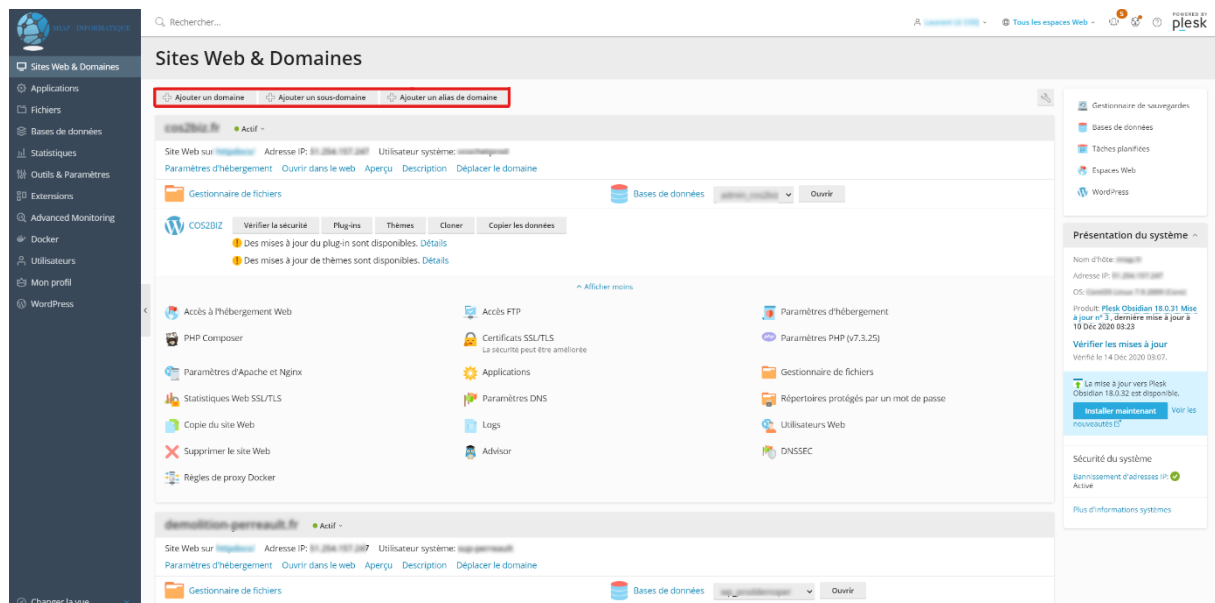 MSAP INFORMATIQUE
Rechercher...
Tous les espaces Web
5
POWERED BY
plesk
Sites Web & Domaines
Sites Web & Domaines
Applications
Fichiers
Bases de données
Statistiques
Outils & Paramètres
Extensions
Advanced Monitoring
Docker
Utilisateurs
Mon profil
WordPress
Changer la vue
Ajouter un domaine Ajouter un sous-domaine Ajouter un alias de domaine
cos2biz.fr Actif
Site Web sur Adresse IP: Utilisateur système:
Paramètres d'hébergement Ouvrir dans le web Aperçu Description Déplacer le domaine
Gestionnaire de fichiers Bases de données Ouvrir
COS2BIZ Vérifier la sécurité Plug-ins Thèmes Cloner Copier les données
Des mises à jour du plug-in sont disponibles. Détails
Des mises à jour de thèmes sont disponibles. Détails
Afficher moins
Accès à l'hébergement Web Accès FTP Paramètres d'hébergement
PHP Composer Certificats SSL/TLS Paramètres PHP (v7.3.25)
La sécurité peut être améliorée
Paramètres d'Apache et Nginx Applications Gestionnaire de fichiers
Statistiques Web SSL/TLS Paramètres DNS Répertoires protégés par un mot de passe
Copie du site Web Logs Utilisateurs Web
Supprimer le site Web Advisor DNSSEC
Règles de proxy Docker
demolition-perreault.fr Actif
Site Web sur Adresse IP: Utilisateur système:
Paramètres d'hébergement Ouvrir dans le web Aperçu Description Déplacer le domaine
Gestionnaire de fichiers Bases de données Ouvrir
Gestionnaire de sauvegardes
Bases de données
Tâches planifiées
Espaces Web
WordPress
Présentation du système
Nom d'hôte:
Adresse IP:
OS:
Produit: Plesk Obsidian 18.0.31 Mise
à jour n° 3 , dernière mise à jour à
10 Déc 2020 03:23
Vérifier les mises à jour
Vérifié le 14 Déc 2020 03:07.
La mise à jour vers Plesk
Obsidian 18.0.32 est disponible.
Installer maintenant Voir les
nouveautés
Sécurité du système
Bannissement d'adresses IP:
Activé
Plus d'informations systèmes